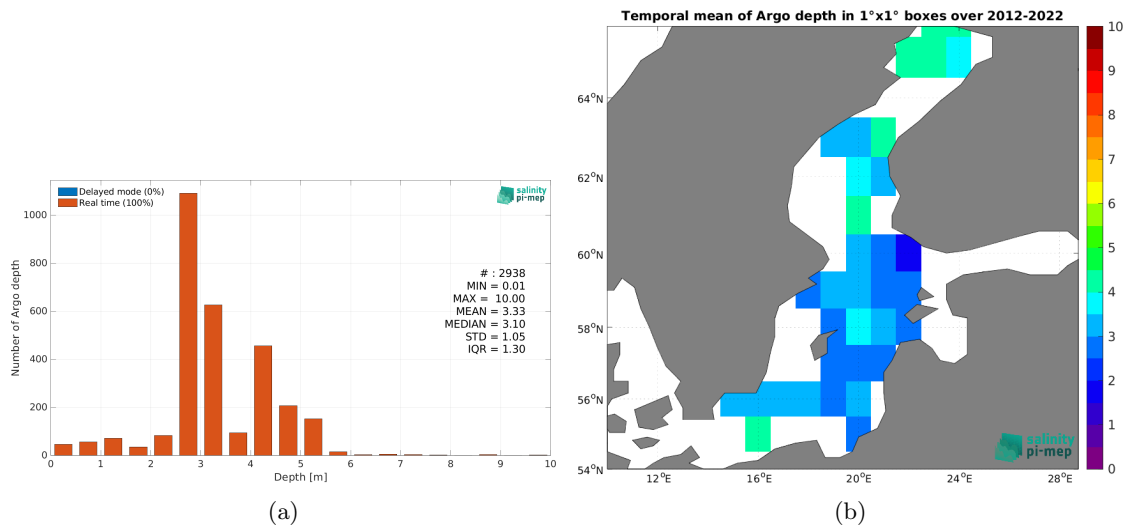 Delayed mode (0%)
Real time (100%)
salinity
pi-mep
# : 2938
MIN = 0.01
MAX = 10.00
MEAN = 3.33
MEDIAN = 3.10
STD = 1.05
IQR = 1.30
Number of Argo depth
1000
800
600
400
200
0
0 1 2 3 4 5 6 7 8 9 10
Depth [m]
(a)
Temporal mean of Argo depth in 1°x1° boxes over 2012-2022
64°N
62°N
60°N
58°N
56°N
54°N
12°E 16°E 20°E 24°E 28°E
salinity
pi-mep
10
9
8
7
6
5
4
3
2
1
0
(b)